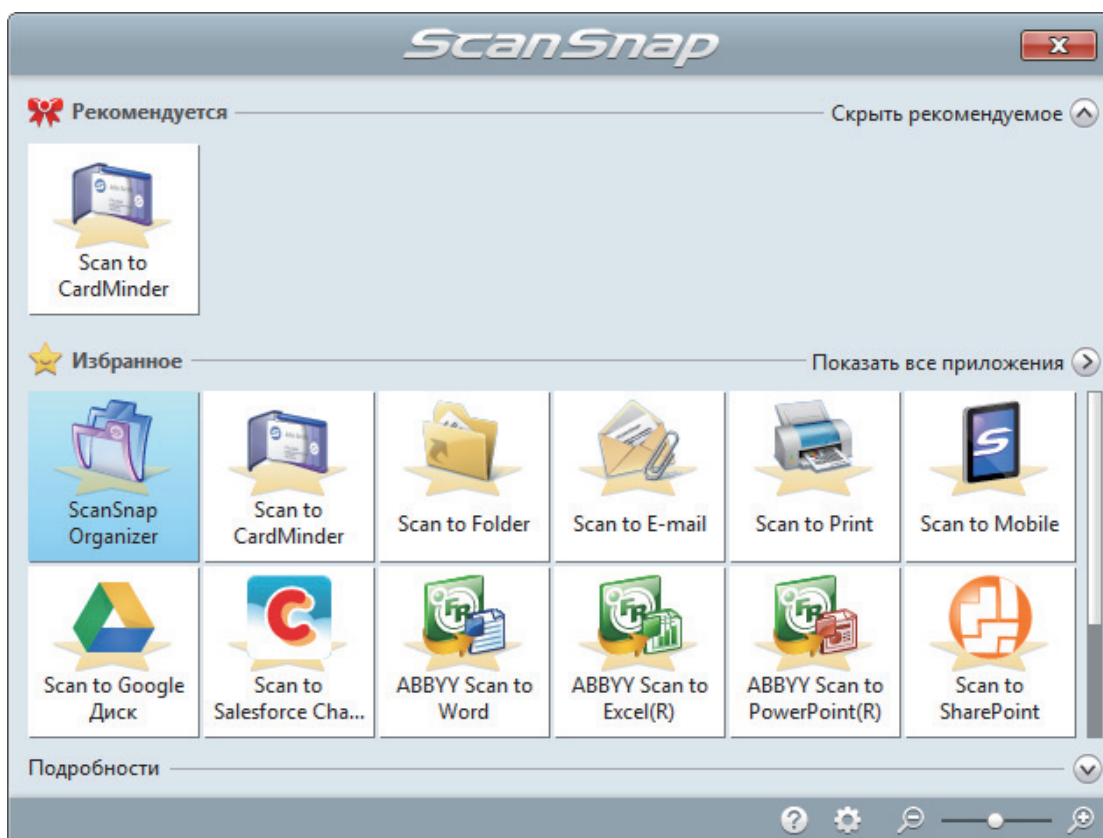 ScanSnap
Рекомендуется
Скрыть рекомендуемое
Scan to
CardMinder
Избранное
Показать все приложения
ScanSnap
Organizer
Scan to
CardMinder
Scan to Folder
Scan to E-mail
Scan to Print
Scan to Mobile
Scan to Google
Диск
Scan to
Salesforce Cha...
ABBYY Scan to
Word
ABBYY Scan to
Excel(R)
ABBYY Scan to
PowerPoint(R)
Scan to
SharePoint
Подробности